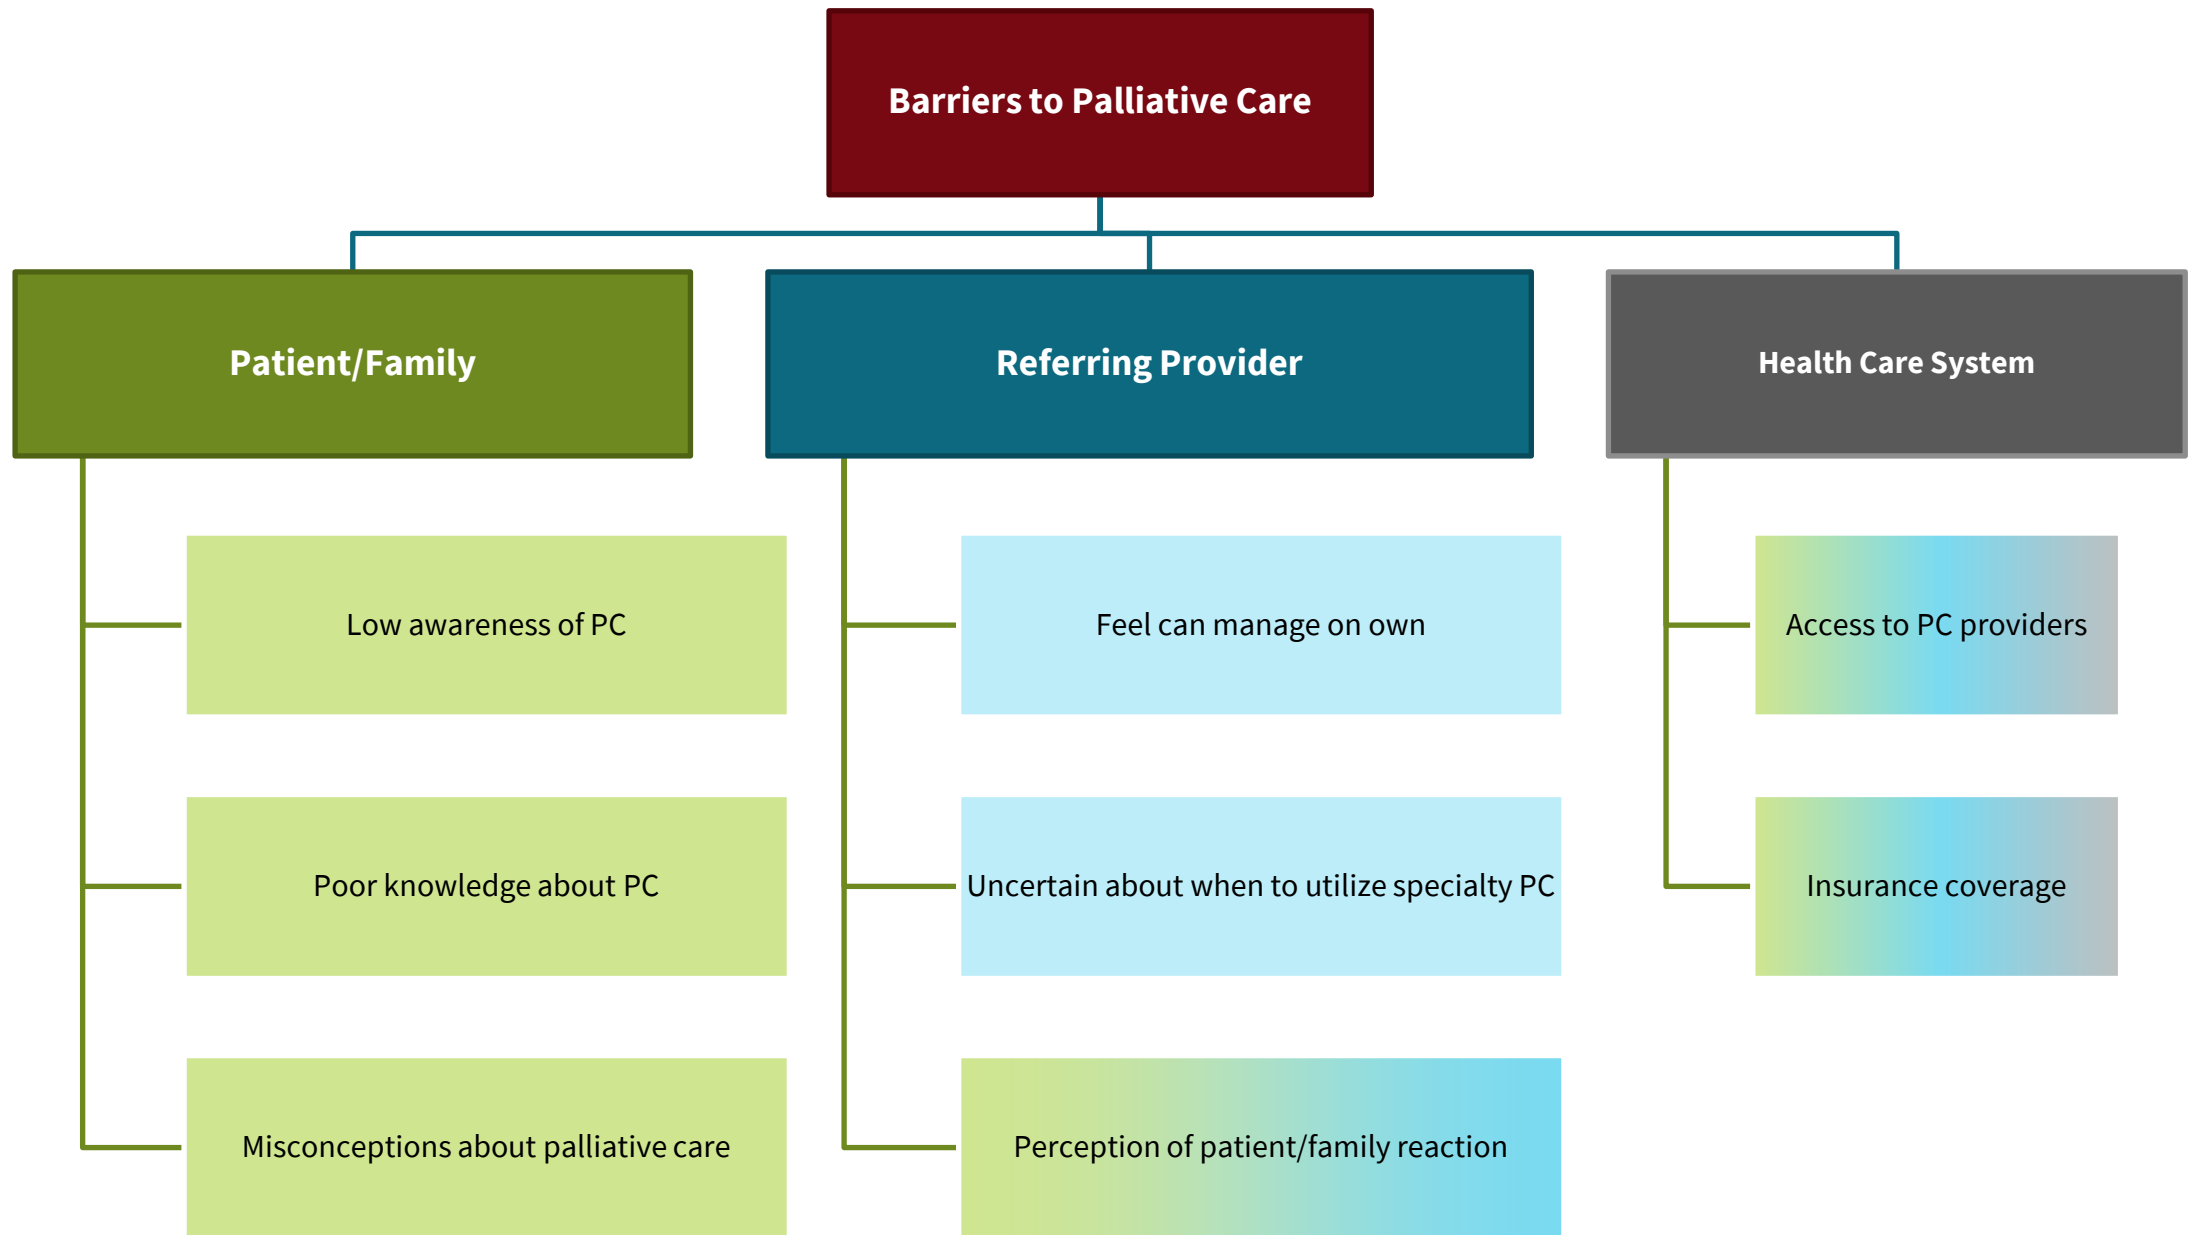 Barriers to Palliative Care
Patient/Family
Referring Provider
Health Care System
Low awareness of PC
Feel can manage on own
Access to PC providers
Poor knowledge about PC
Uncertain about when to utilize specialty PC
Insurance coverage
Misconceptions about palliative care
Perception of patient/family reaction